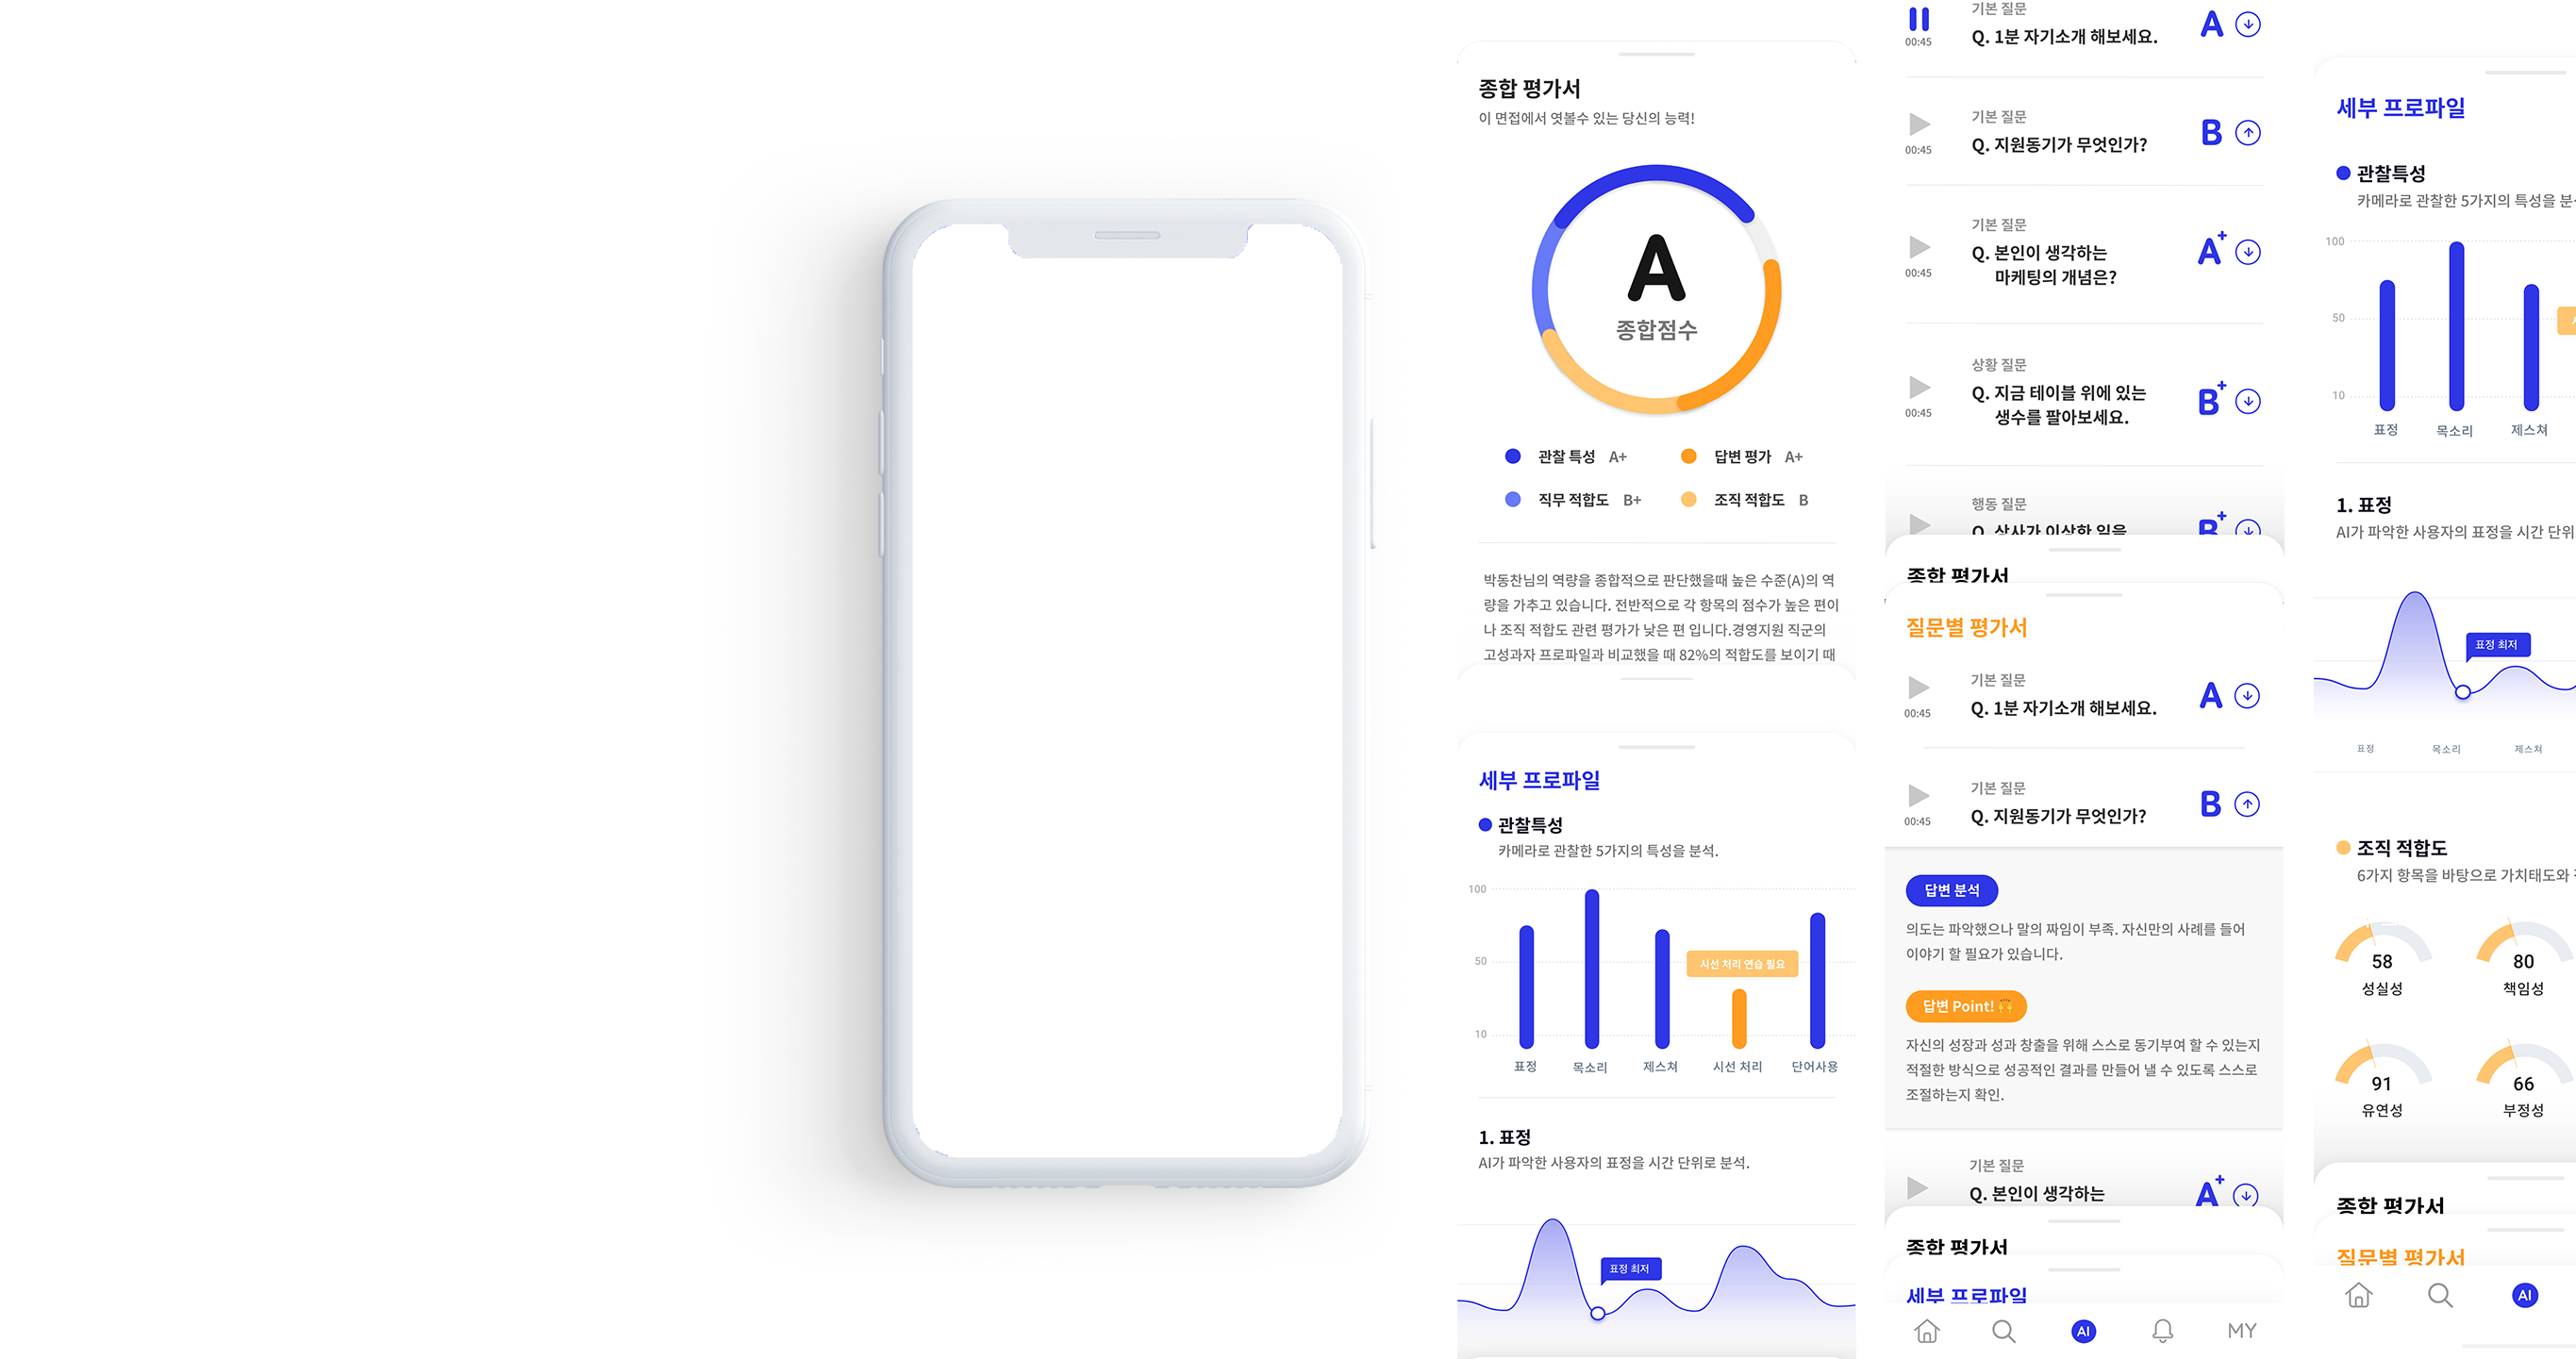 종합 평가서
이 면접에서 엿볼수 있는 당신의 능력!
A
종합점수
관찰 특성 A+
답변 평가 A+
직무 적합도 B+
조직 적합도 B
박동찬님의 역량을 종합적으로 판단했을때 높은 수준(A)의 역
량을 가추고 있습니다. 전반적으로 각 항목의 점수가 높은 편이
나 조직 적합도 관련 평가가 낮은 편 입니다.경영지원 직군의
고성과자 프로파일과 비교했을 때 82%의 적합도를 보이기 때
세부 프로파일
관찰특성
카메라로 관찰한 5가지의 특성을 분석.
100
50
10
시선 처리 연습 필요
표정 목소리 제스쳐 시선 처리 단어사용
1. 표정
AI가 파악한 사용자의 표정을 시간 단위로 분석.
표정 최저
기본 질문
00:45
Q. 1분 자기소개 해보세요.
A
기본 질문
00:45
Q. 지원동기가 무엇인가?
B
기본 질문
00:45
Q. 본인이 생각하는
마케팅의 개념은?
A+
상황 질문
00:45
Q. 지금 테이블 위에 있는
생수를 팔아보세요.
B+
행동 질문
Q. 상사가 이상한 일을
B+
종합 평가서
질문별 평가서
기본 질문
00:45
Q. 1분 자기소개 해보세요.
A
기본 질문
00:45
Q. 지원동기가 무엇인가?
B
답변 분석
의도는 파악했으나 말의 짜임이 부족. 자신만의 사례를 들어
이야기 할 필요가 있습니다.
답변 Point!🙌
자신의 성장과 성과 창출을 위해 스스로 동기부여 할 수 있는지
적절한 방식으로 성공적인 결과를 만들어 낼 수 있도록 스스로
조절하는지 확인.
기본 질문
Q. 본인이 생각하는
A+
종합 평가서
세부 프로파일
AI
MY
세부 프로파일
관찰특성
카메라로 관찰한 5가지의 특성을
100
50
10
표정 목소리 제스쳐
1. 표정
AI가 파악한 사용자의 표정을 시간 단위
표정 최저
표정 목소리 제스쳐
조직 적합도
6가지 항목을 바탕으로 가치태도와
58
성실성
80
책임성
91
유연성
66
부정성
종합 평가서
질문별 평가서
AI